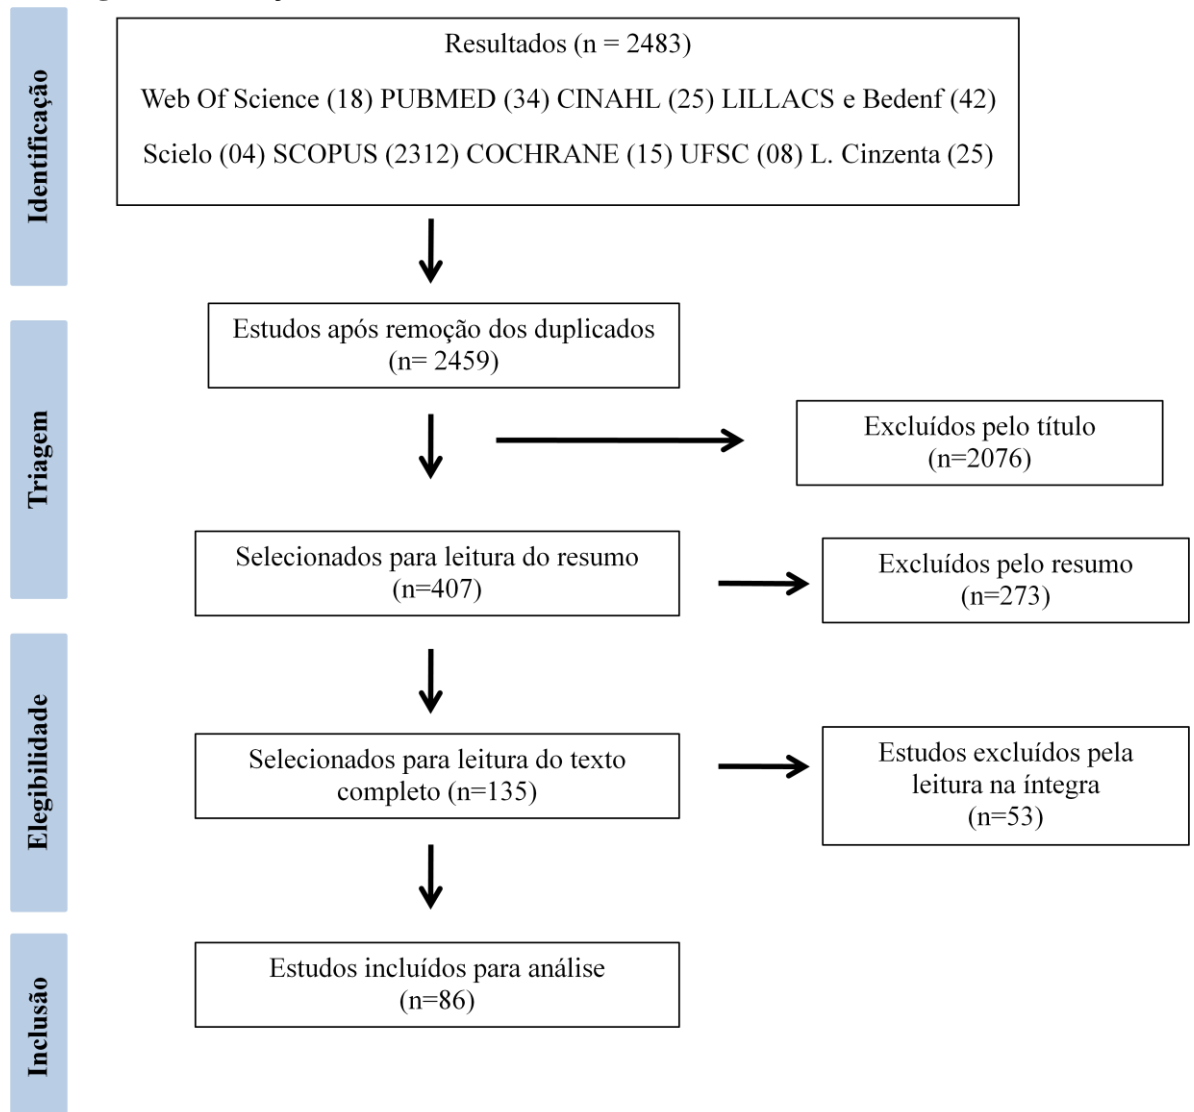 Identificação
Resultados (n = 2483)
Web Of Science (18) PUBMED (34) CINAHL (25) LILLACS e Bedenf (42)
Scielo (04) SCOPUS (2312) COCHRANE (15) UFSC (08) L. Cinzenta (25)
Triagem
Estudos após remoção dos duplicados
(n= 2459)
Excluídos pelo título
(n=2076)
Selecionados para leitura do resumo
(n=407)
Excluídos pelo resumo
(n=273)
Elegibilidade
Selecionados para leitura do texto
completo (n=135)
Estudos excluídos pela
leitura na íntegra
(n=53)
Inclusão
Estudos incluídos para análise
(n=86)